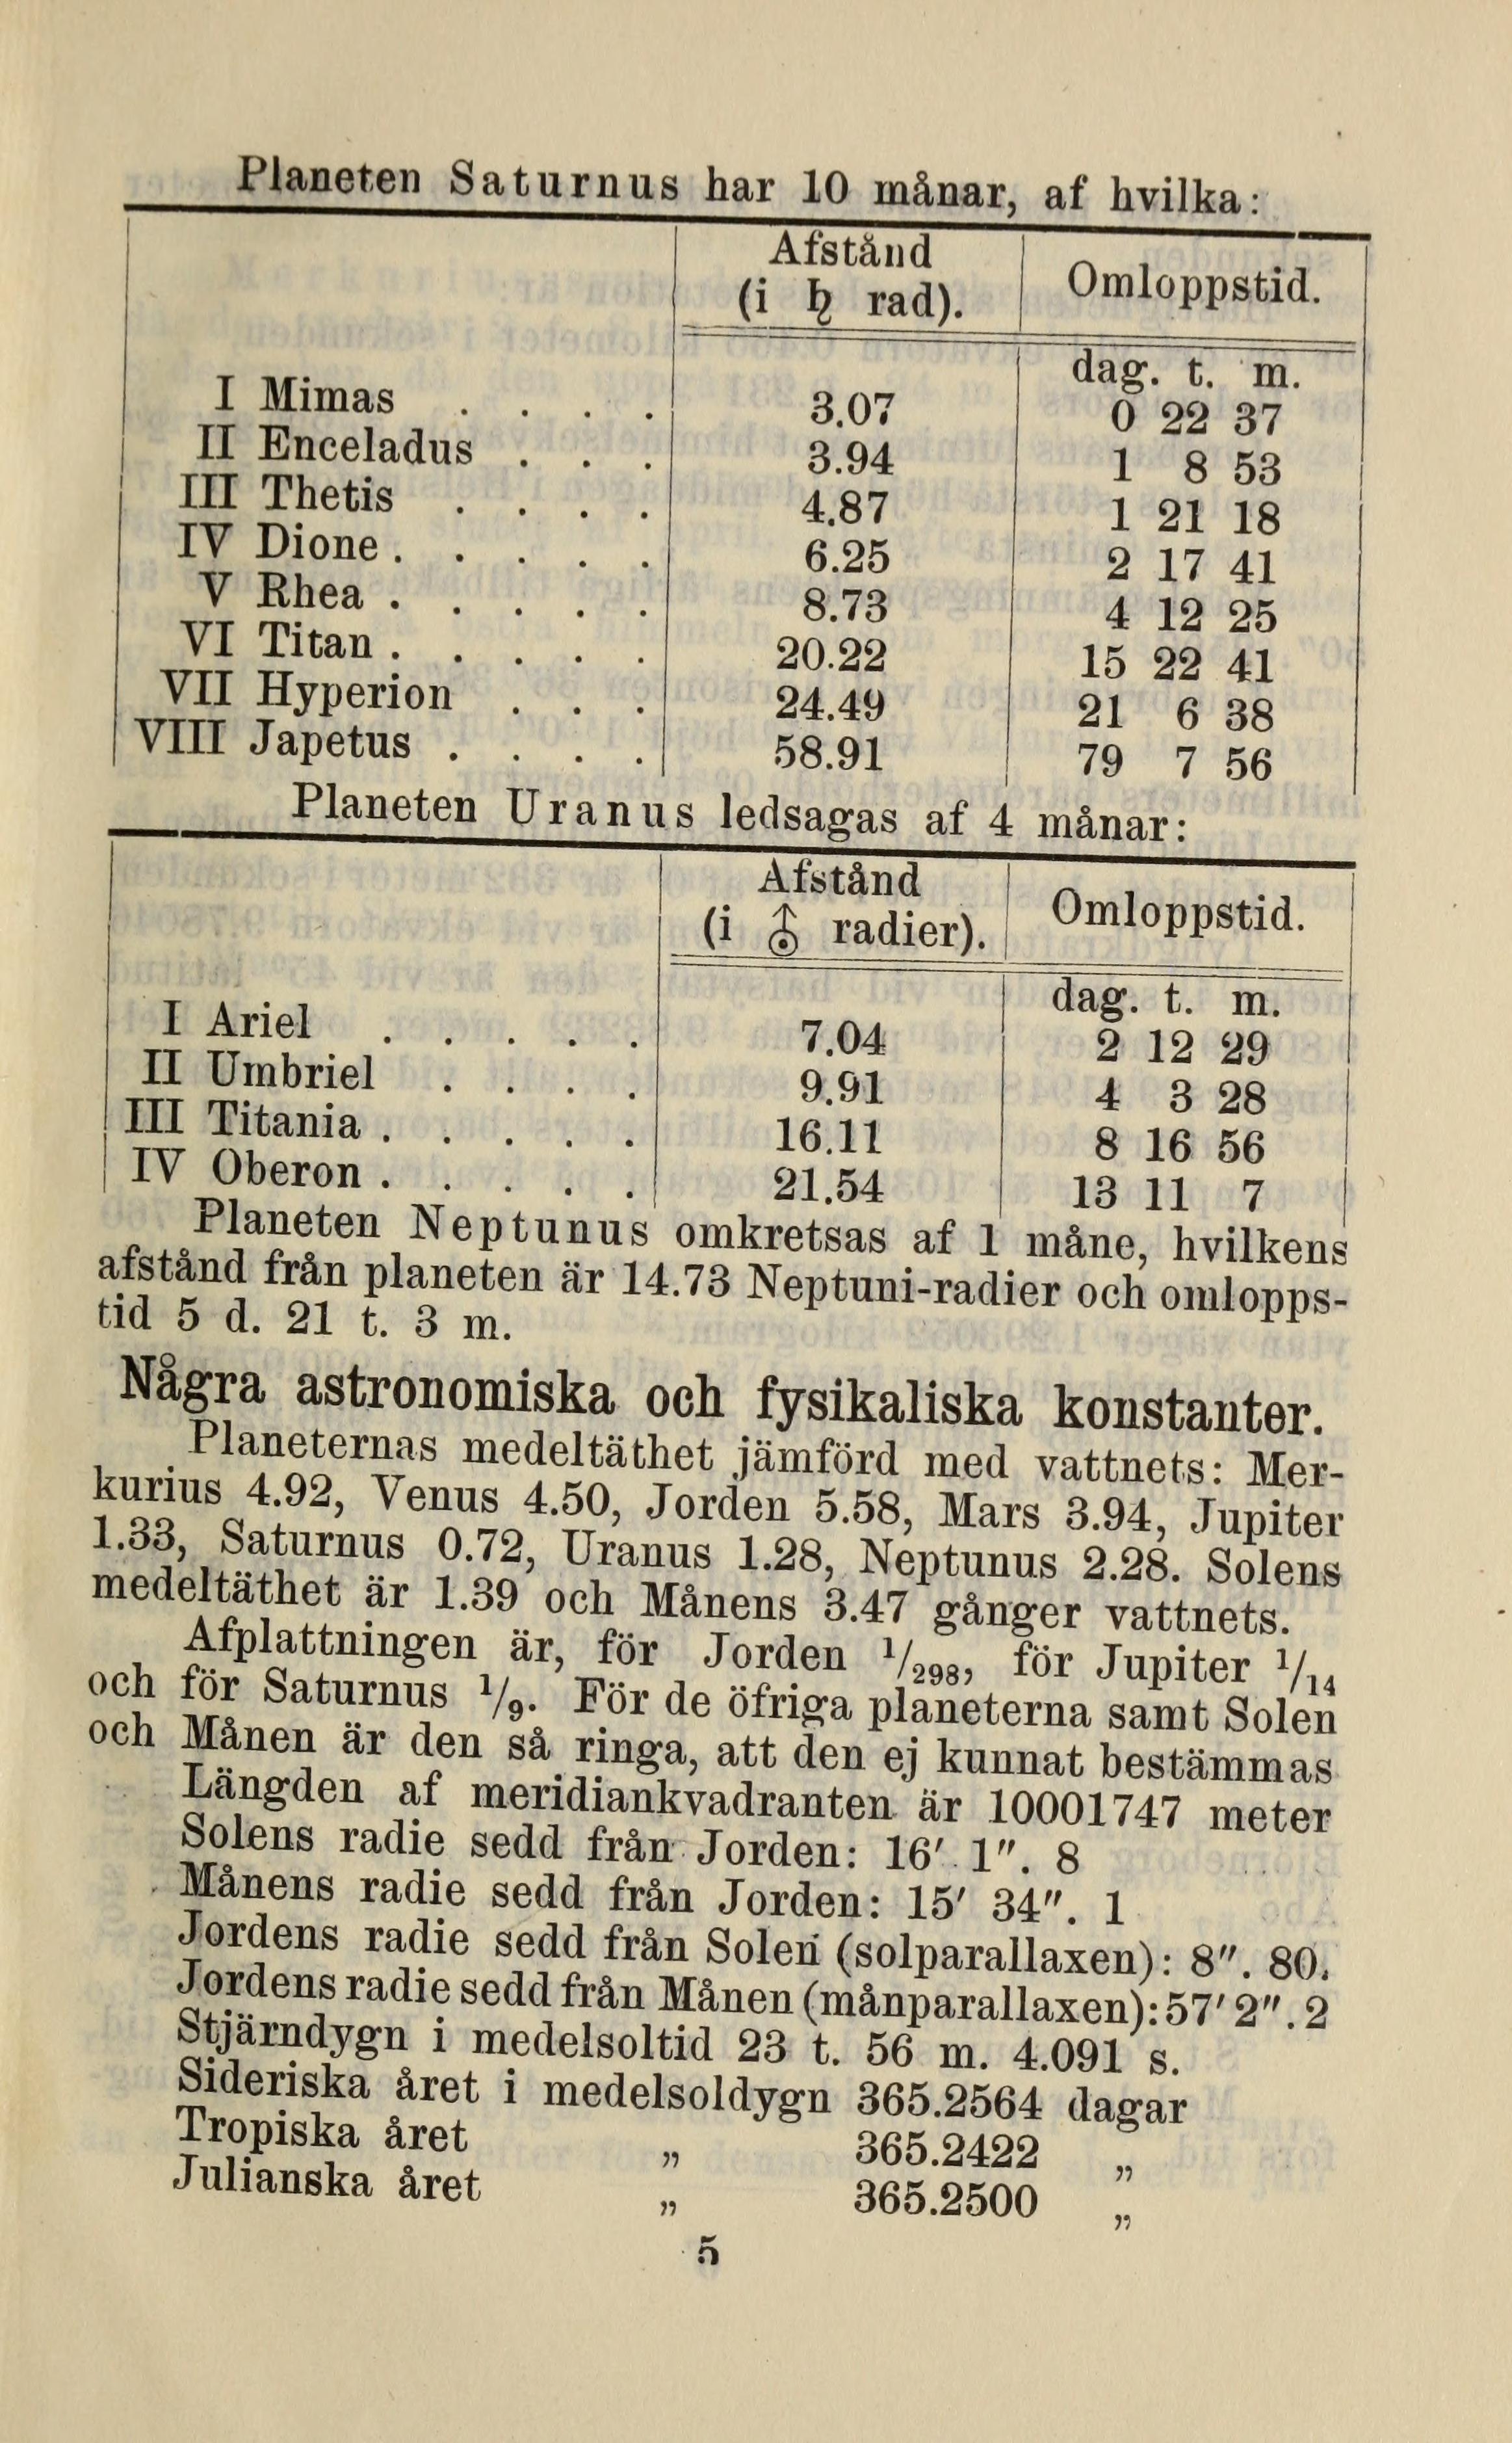 Planeten Saturnus har 10 månar, af hvilka:
Afstånd
(i ♄ rad).
Omloppstid.
dag. t. m.
I Mimas . . . . 3.07 0 22 37
II Enceladus . . . 3.94 1 8 53
III Thetis . . . . 4.87 1 21 18
IV Dione . . . . . 6.25 2 17 41
V Rhea . . . . . 8.73 4 12 25
VI Titan . . . . . 20.22 15 22 41
VII Hyperion . . . 24.49 21 6 38
VIII Japetus . . . . 58.91 79 7 56
Planeten Uranus ledsagas af 4 månar:
Afstånd
(i ⛢ radier).
Omloppstid.
dag. t. m.
I Ariel . . . . . 7.04 2 12 29
II Umbriel . . . . 9.91 4 3 28
III Titania . . . . . 16.11 8 16 56
IV Oberon . . . . . 21.54 13 11 7
Planeten Neptunus omkretsas af 1 måne, hvilkens
afstånd från planeten är 14.73 Neptuni-radier och omlopps-
tid 5 d. 21 t. 3 m.
Några astronomiska och fysikaliska konstanter.
Planeternas medeltäthet jämförd med vattnets: Mer-
kurius 4.92, Venus 4.50, Jorden 5.58, Mars 3.94, Jupiter
1.33, Saturnus 0.72, Uranus 1.28, Neptunus 2.28. Solens
medeltäthet är 1.39 och Månens 3.47 gånger vattnets.
Afplattningen är, för Jorden 1/298, för Jupiter 1/14
och för Saturnus 1/9. För de öfriga planeterna samt Solen
och Månen är den så ringa, att den ej kunnat bestämmas
Längden af meridiankvadranten är 10001747 meter
Solens radie sedd från Jorden: 16′ 1″. 8
Månens radie sedd från Jorden: 15′ 34″. 1
Jordens radie sedd från Solen (solparallaxen): 8″. 80.
Jordens radie sedd från Månen (månparallaxen): 57′ 2″. 2
Stjärndygn i medelsoltid 23 t. 56 m. 4.091 s.
Sideriska året i medelsoldygn 365.2564 dagar
Tropiska året „ 365.2422 „
Julianska året „ 365.2500 „
5